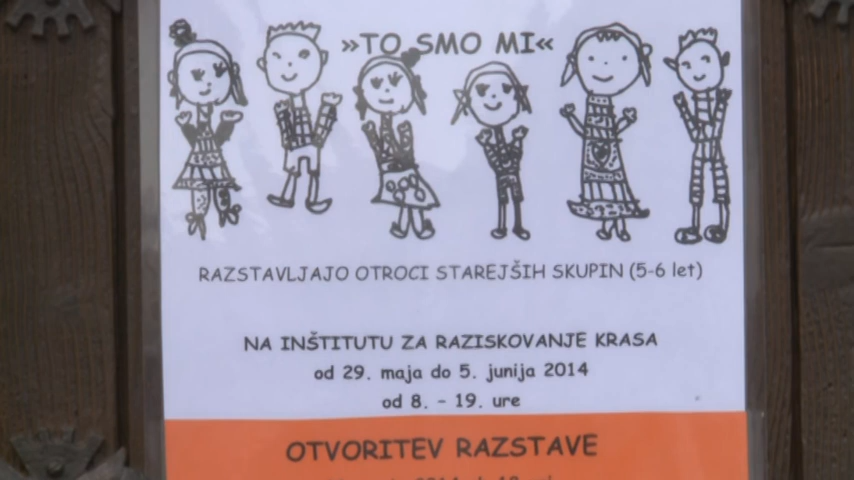 »TO SMO MI«
RAZSTAVLJAJO OTROCI STAREJŠIH SKUPIN (5-6 let)
NA INŠTITUTU ZA RAZISKOVANJE KRASA
od 29. maja do 5. junija 2014
od 8. - 19. ure
OTVORITEV RAZSTAVE